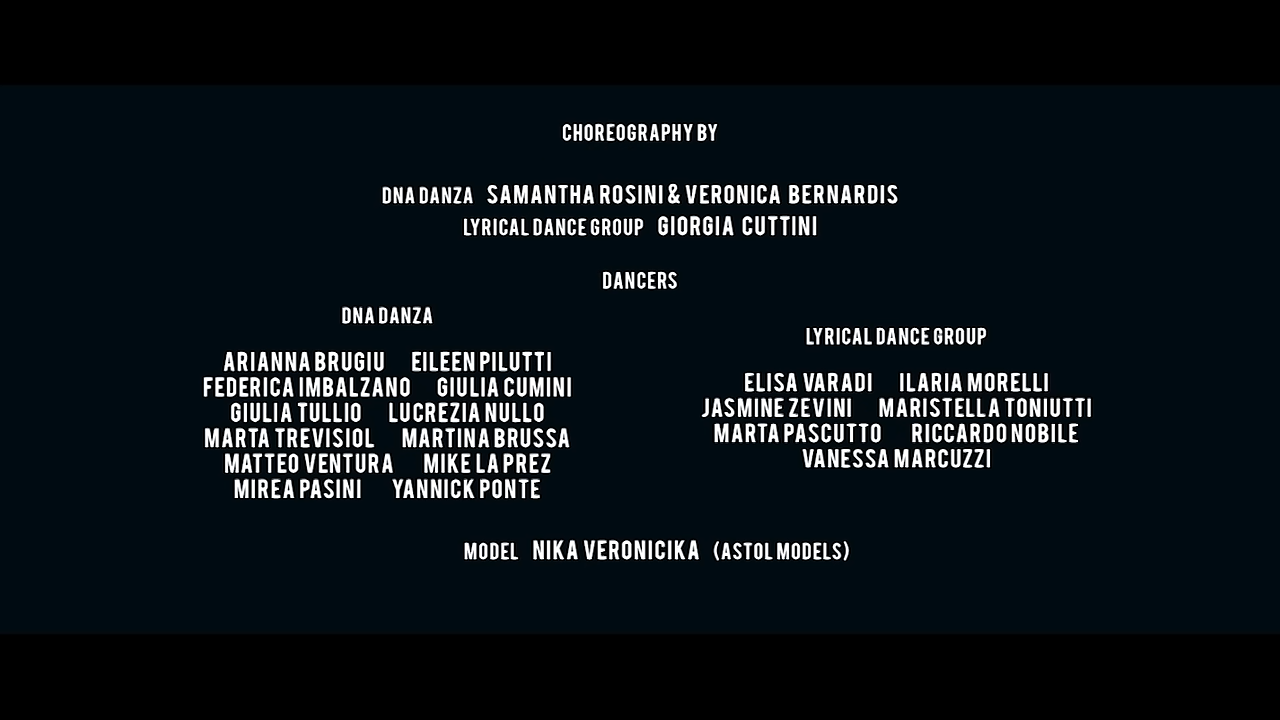 CHOREOGRAPHY BY
DNA DANZA SAMANTHA ROSINI & VERONICA BERNARDIS
LYRICAL DANCE GROUP GIORGIA CUTTINI
DANCERS
DNA DANZA
ARIANNA BRUGIU EILEEN PILUTTI
FEDERICA IMBALZANO GIULIA CUMINI
GIULIA TULLIO LUCREZIA NULLO
MARTA TREVISIOL MARTINA BRUSSA
MATTEO VENTURA MIKE LA PREZ
MIREA PASINI YANNICK PONTE
LYRICAL DANCE GROUP
ELISA VARADI ILARIA MORELLI
JASMINE ZEVINI MARISTELLA TONIUTTI
MARTA PASCUTTO RICCARDO NOBILE
VANESSA MARCUZZI
MODEL NIKA VERONICIKA (ASTOL MODELS)